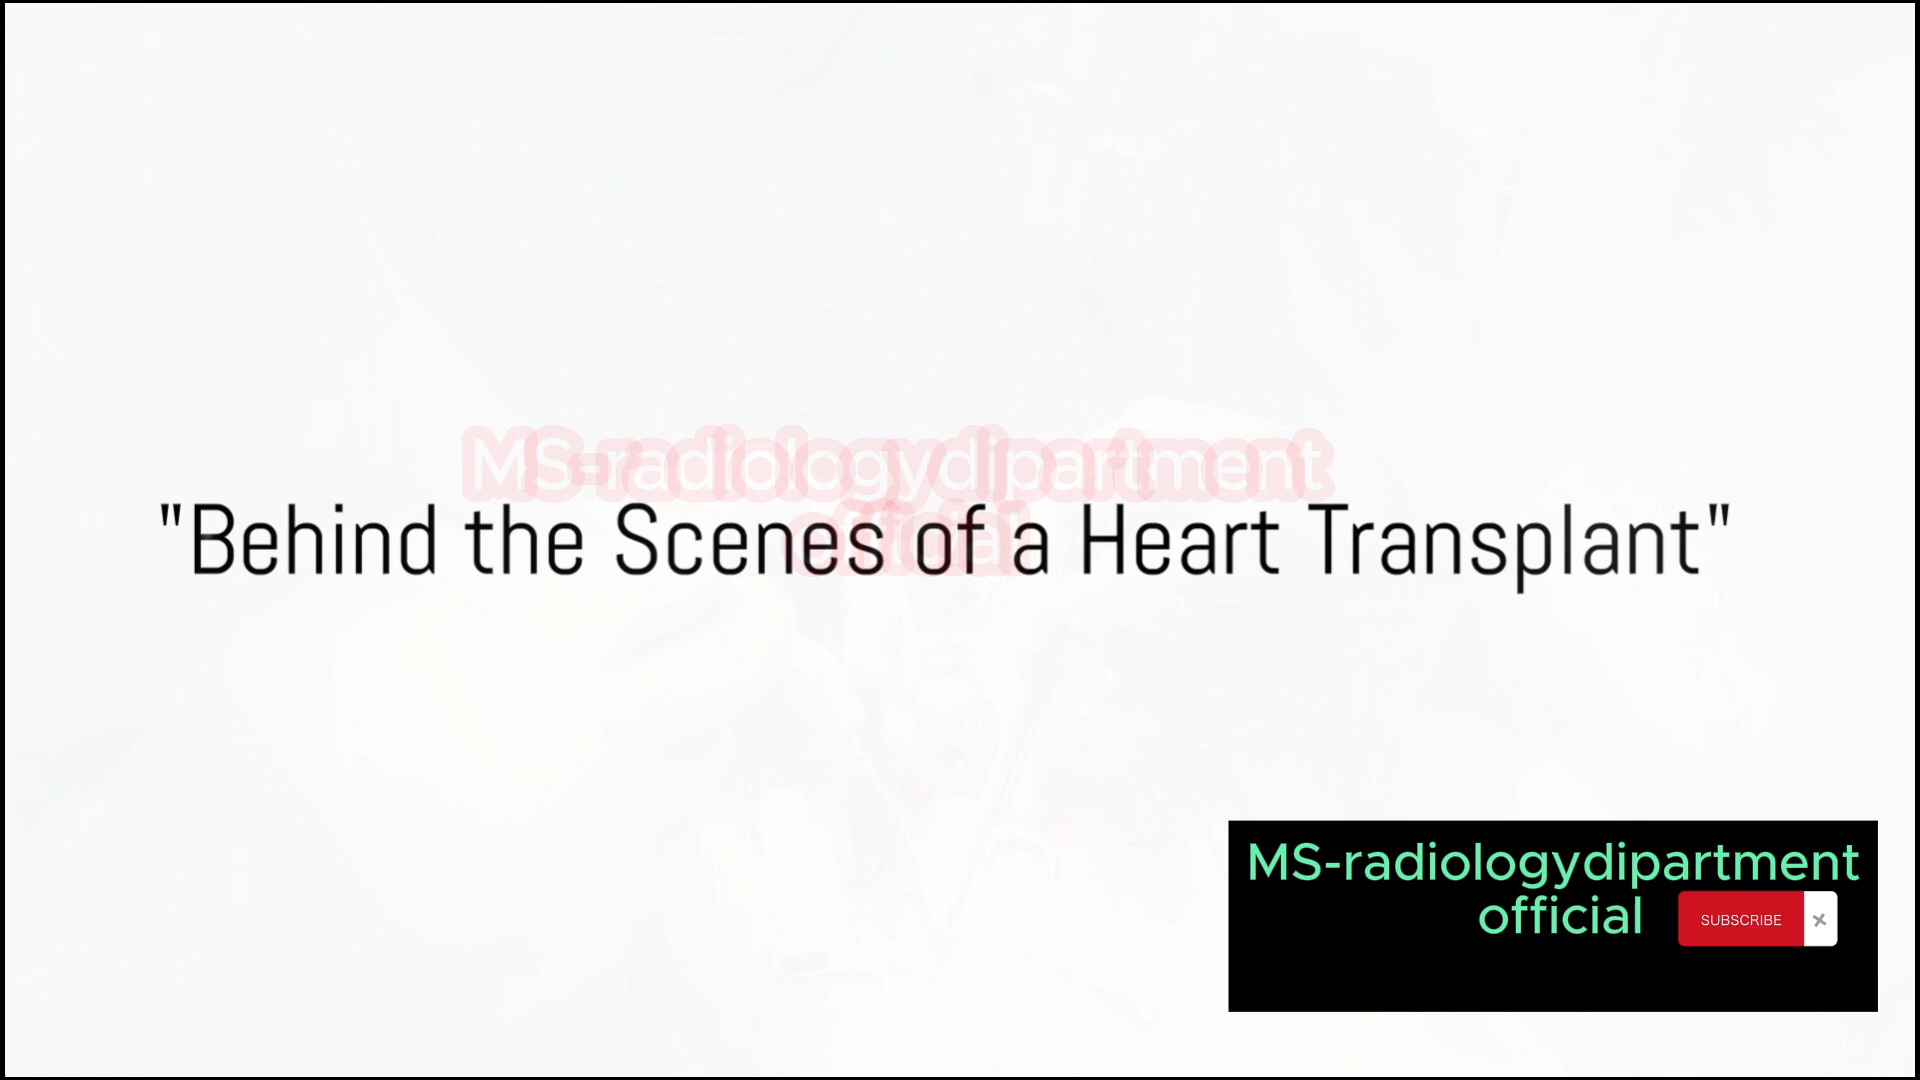 MS-radiologydipartment
official
"Behind the Scenes of a Heart Transplant"
MS-radiologydipartment
official
SUBSCRIBE